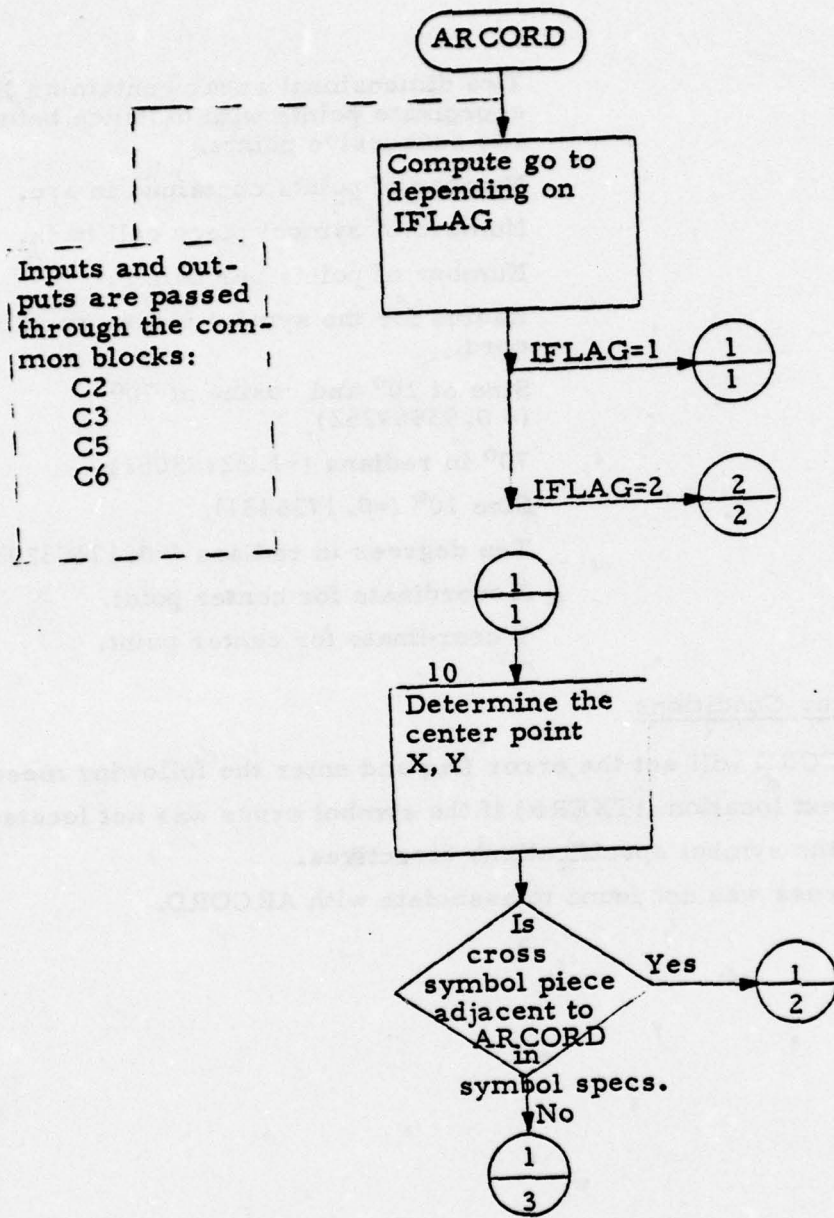 ARCORD
Compute go to
depending on
IFLAG
Inputs and out-
puts are passed
through the com-
mon blocks:
C2
C3
C5
C6
IFLAG=1
1
1
IFLAG=2
2
2
1
1
10
Determine the
center point
X, Y
Is
cross
symbol piece
adjacent to
ARCORD
in
symbol specs.
Yes
1
2
No
1
3